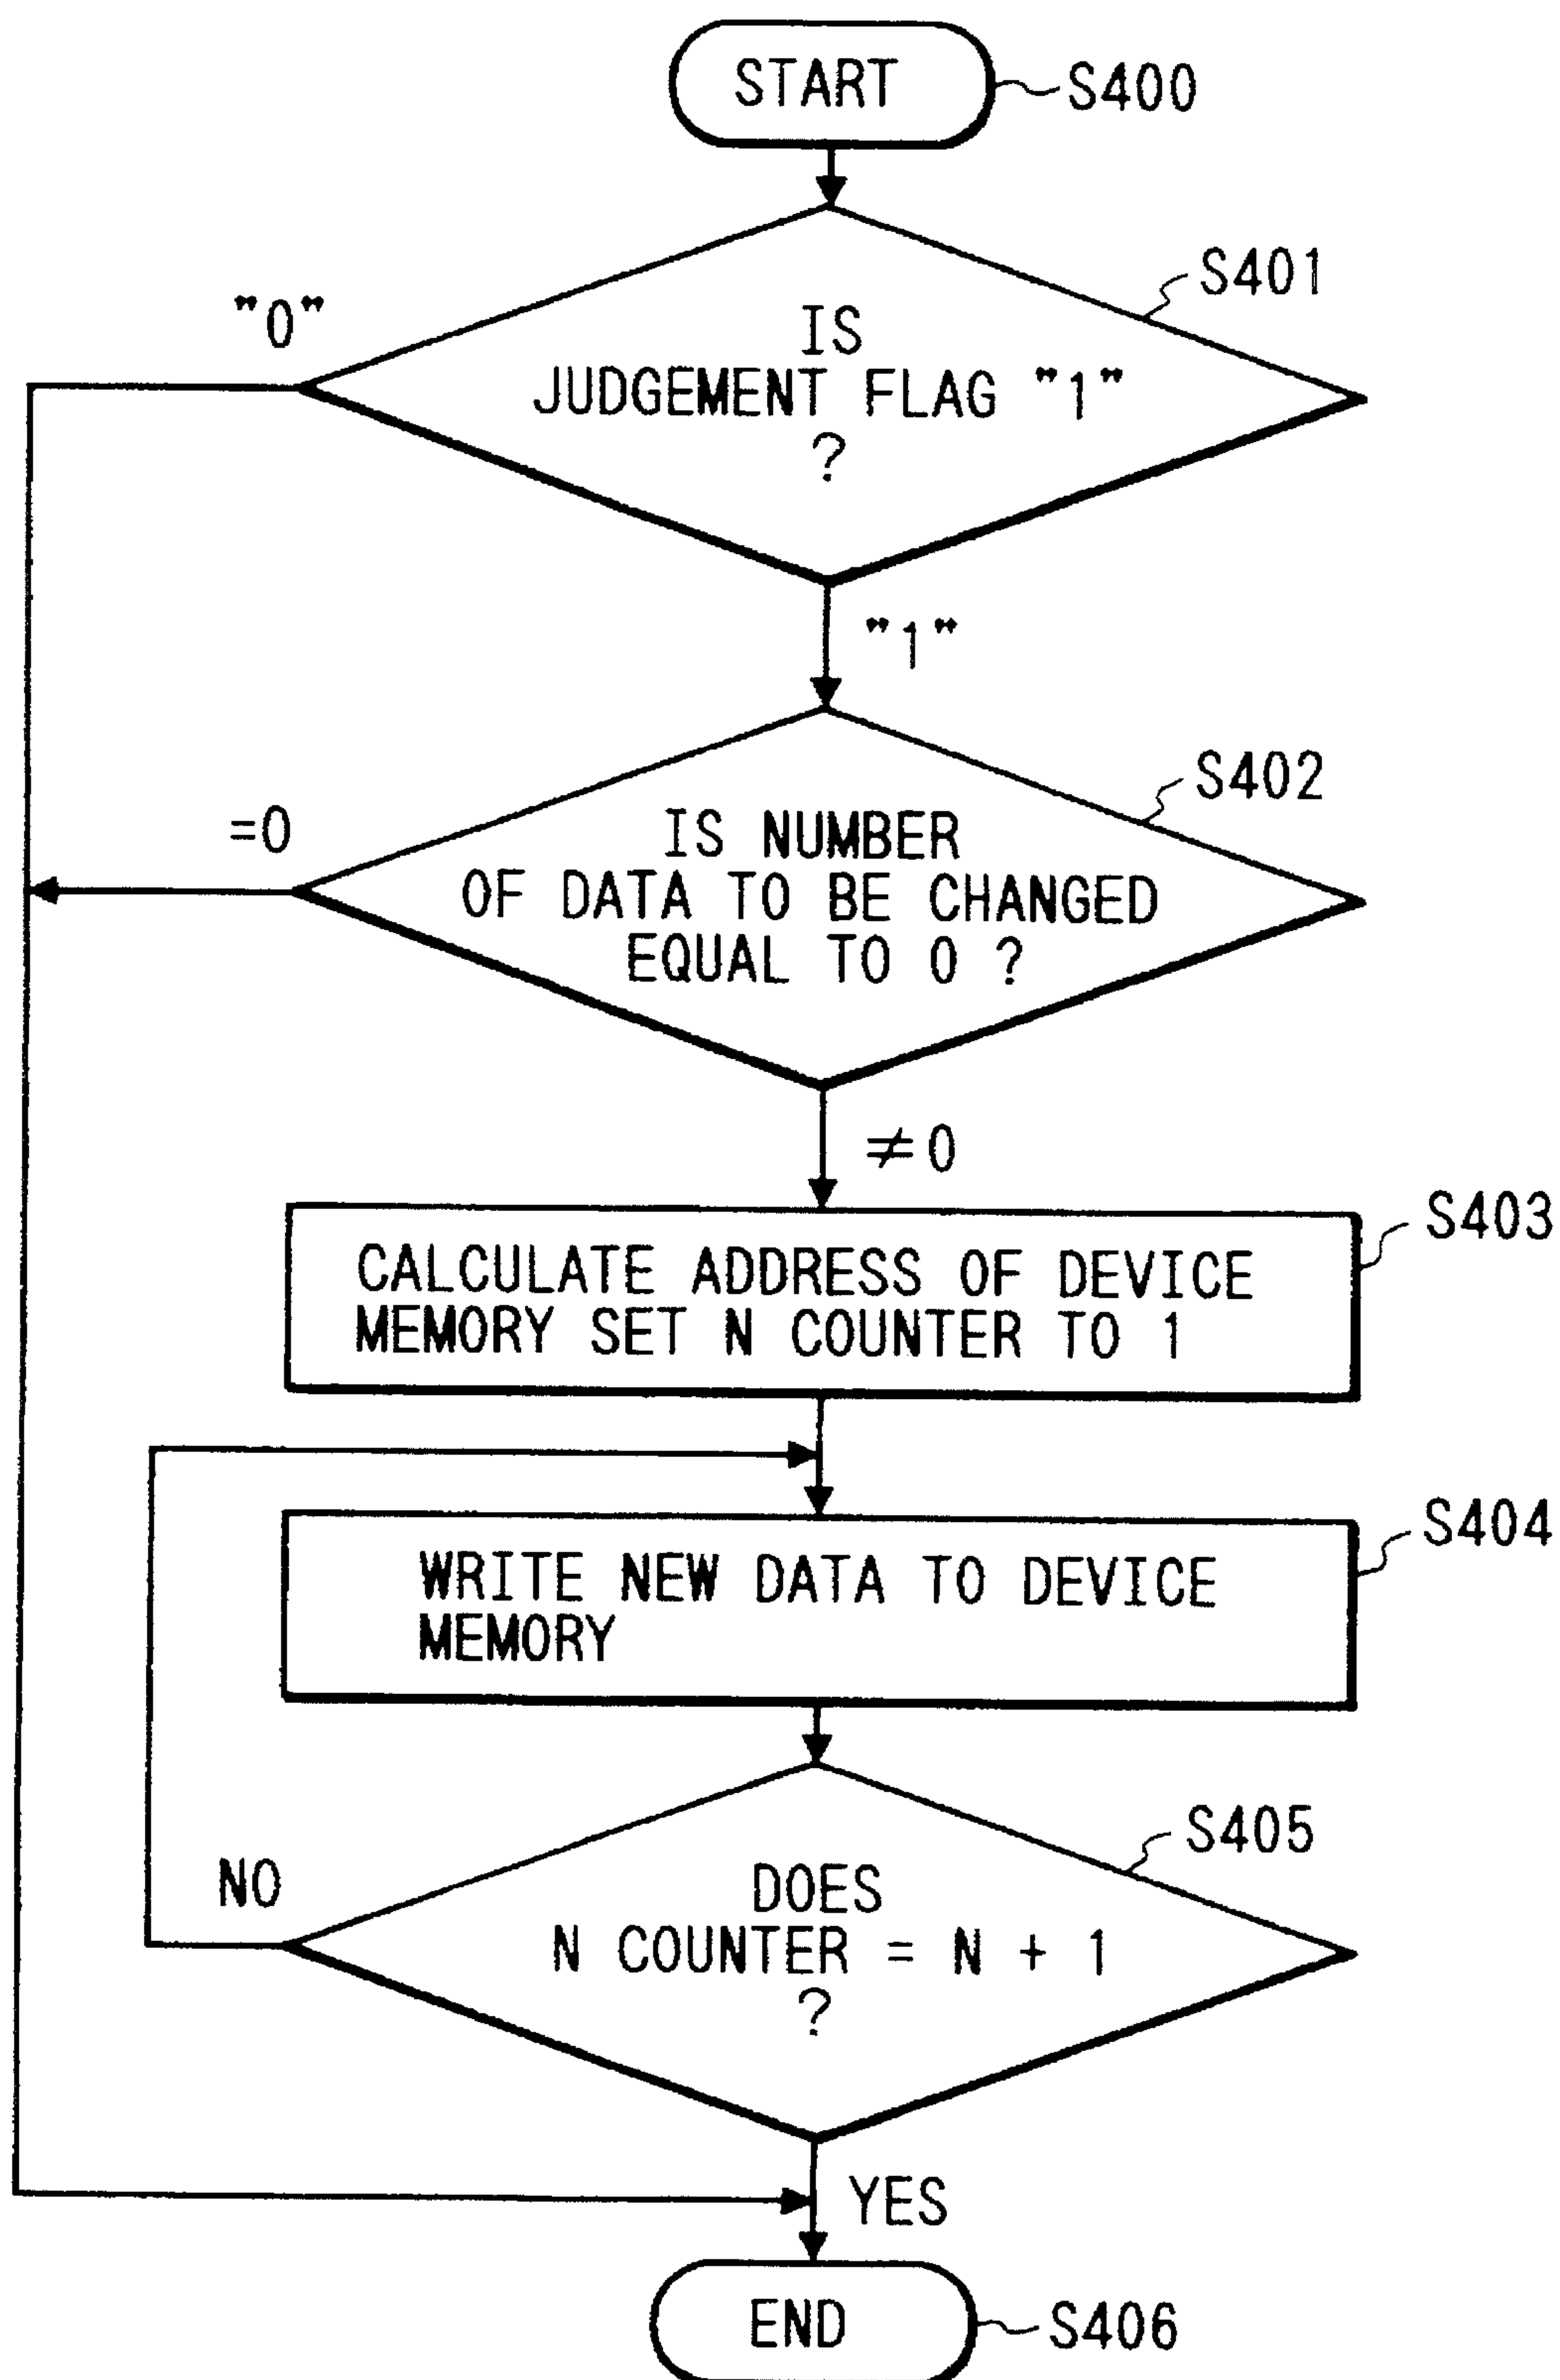 START
S400
S401
"0"
IS
JUDGEMENT FLAG "1"
?
"1"
S402
=0
IS NUMBER
OF DATA TO BE CHANGED
EQUAL TO 0 ?
≠0
S403
CALCULATE ADDRESS OF DEVICE
MEMORY SET N COUNTER TO 1
S404
WRITE NEW DATA TO DEVICE
MEMORY
S405
NO
DOES
N COUNTER = N + 1
?
YES
END
S406